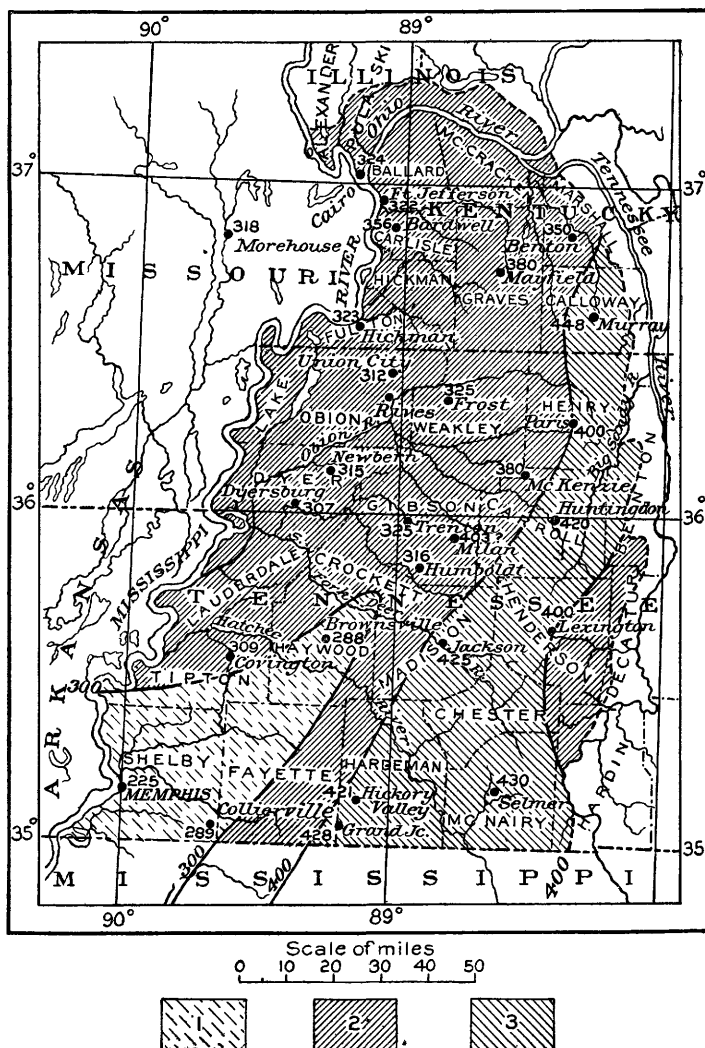 90°
89°
ILLINOIS
ALEXANDER
PULASKI
Ohio
River
37°
37°
324
BALLARD
MC CRACKEN
MARSHALL
Tennessee
River
Cairo
Ft. Jefferson
322
KENTUCKY
318
Morehouse
356
Bardwell
CARLISLE
350
Benton
MISSOURI
RIVER
380
Mayfield
HICKMAN
GRAVES
CALLOWAY
323
FULTON
Hickman
448
Murray
Union City
312
LAKE
325
Frost
Rives
HENRY
OBION
WEAKLEY
Paris
400
Big Sandy R
Obion
R
BENTON
Newbern
315
380
McKenzie
DYER
Dyersburg
307
GIBSON
CARROLL
Huntingdon
420
36°
36°
325
Trenton
403?
Milan
316
Humboldt
MISSISSIPPI
ARKANSAS
LAUDERDALE
CROCKETT
HENDERSON
DECATUR
TENNESSEE
400
Lexington
Hatchie
Brownsville
288
HAYWOOD
309
Covington
MADISON
Jackson
425
300
TIPTON
River
CHESTER
HARDIN
SHELBY
FAYETTE
HARDEMAN
225
MEMPHIS
421
Hickory
Valley
430
Selmer
MC NAIRY
Collierville
289
428
Grand Jc.
35°
35°
300
400
400
MISSISSIPPI
90°
89°
Scale of miles
0 10 20 30 40 50
1
2
3